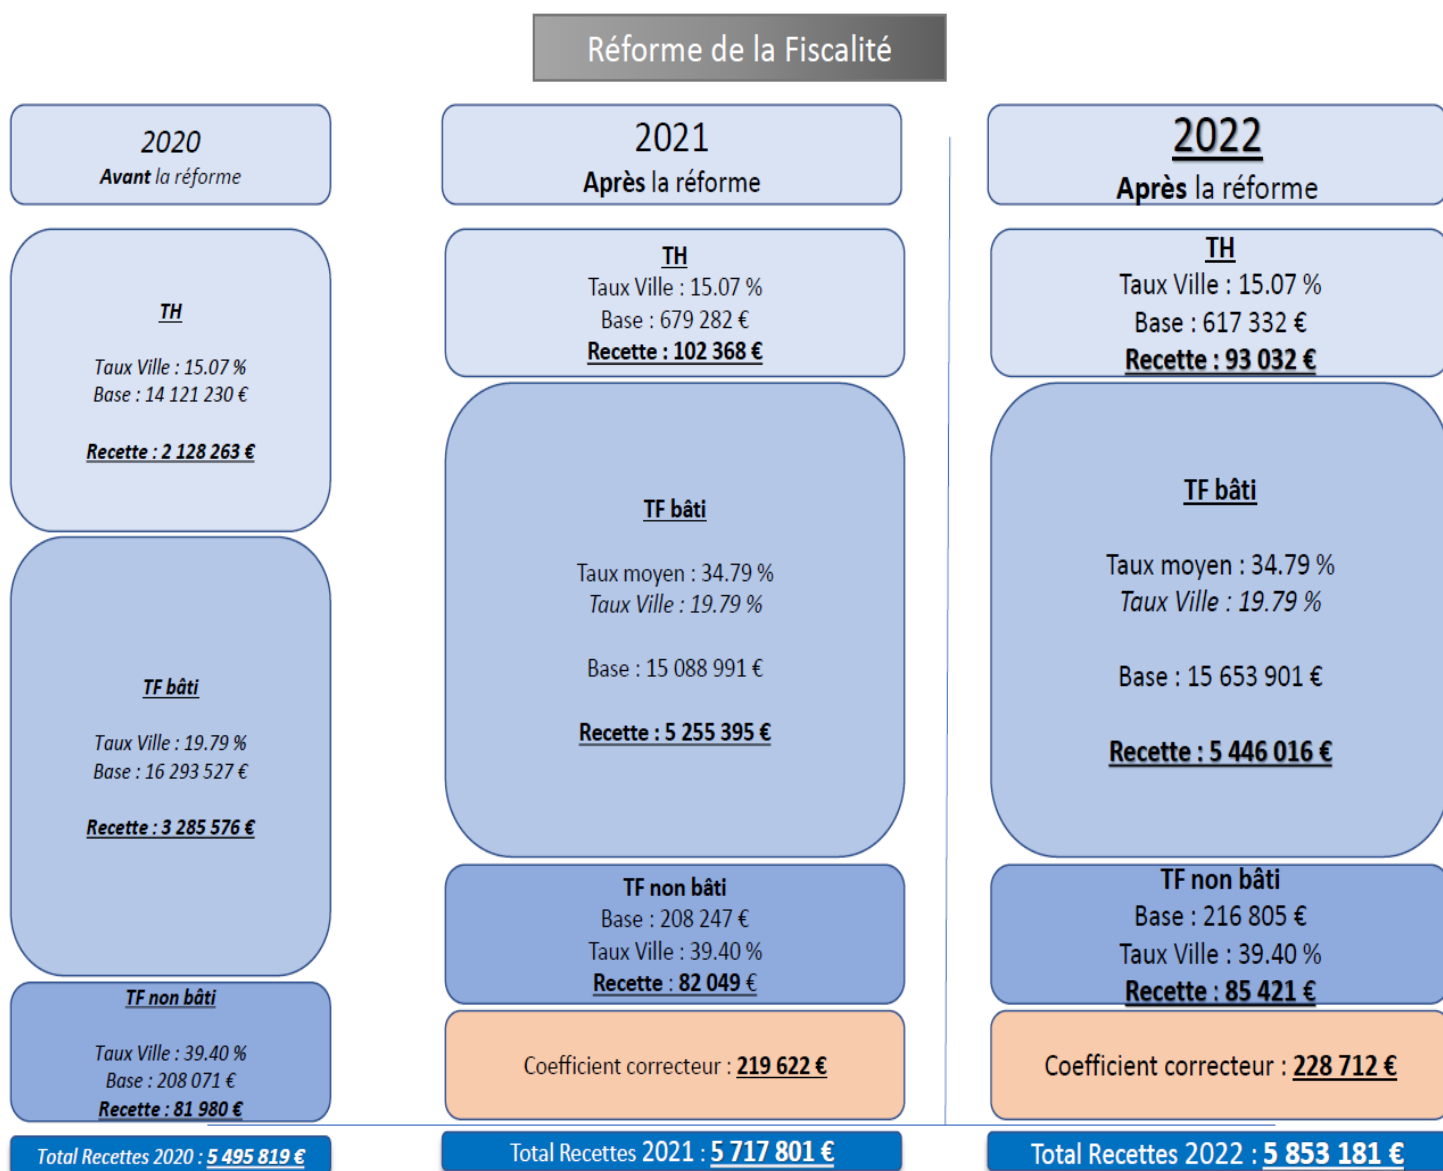 Réforme de la Fiscalité
2020
Avant la réforme
TH
Taux Ville : 15.07 %
Base : 14 121 230 €
Recette : 2 128 263 €
TF bâti
Taux Ville : 19.79 %
Base : 16 293 527 €
Recette : 3 285 576 €
TF non bâti
Taux Ville : 39.40 %
Base : 208 071 €
Recette : 81 980 €
Total Recettes 2020 : 5 495 819 €
2021
Après la réforme
TH
Taux Ville : 15.07 %
Base : 679 282 €
Recette : 102 368 €
TF bâti
Taux moyen : 34.79 %
Taux Ville : 19.79 %
Base : 15 088 991 €
Recette : 5 255 395 €
TF non bâti
Base : 208 247 €
Taux Ville : 39.40 %
Recette : 82 049 €
Coefficient correcteur : 219 622 €
Total Recettes 2021 : 5 717 801 €
2022
Après la réforme
TH
Taux Ville : 15.07 %
Base : 617 332 €
Recette : 93 032 €
TF bâti
Taux moyen : 34.79 %
Taux Ville : 19.79 %
Base : 15 653 901 €
Recette : 5 446 016 €
TF non bâti
Base : 216 805 €
Taux Ville : 39.40 %
Recette : 85 421 €
Coefficient correcteur : 228 712 €
Total Recettes 2022 : 5 853 181 €